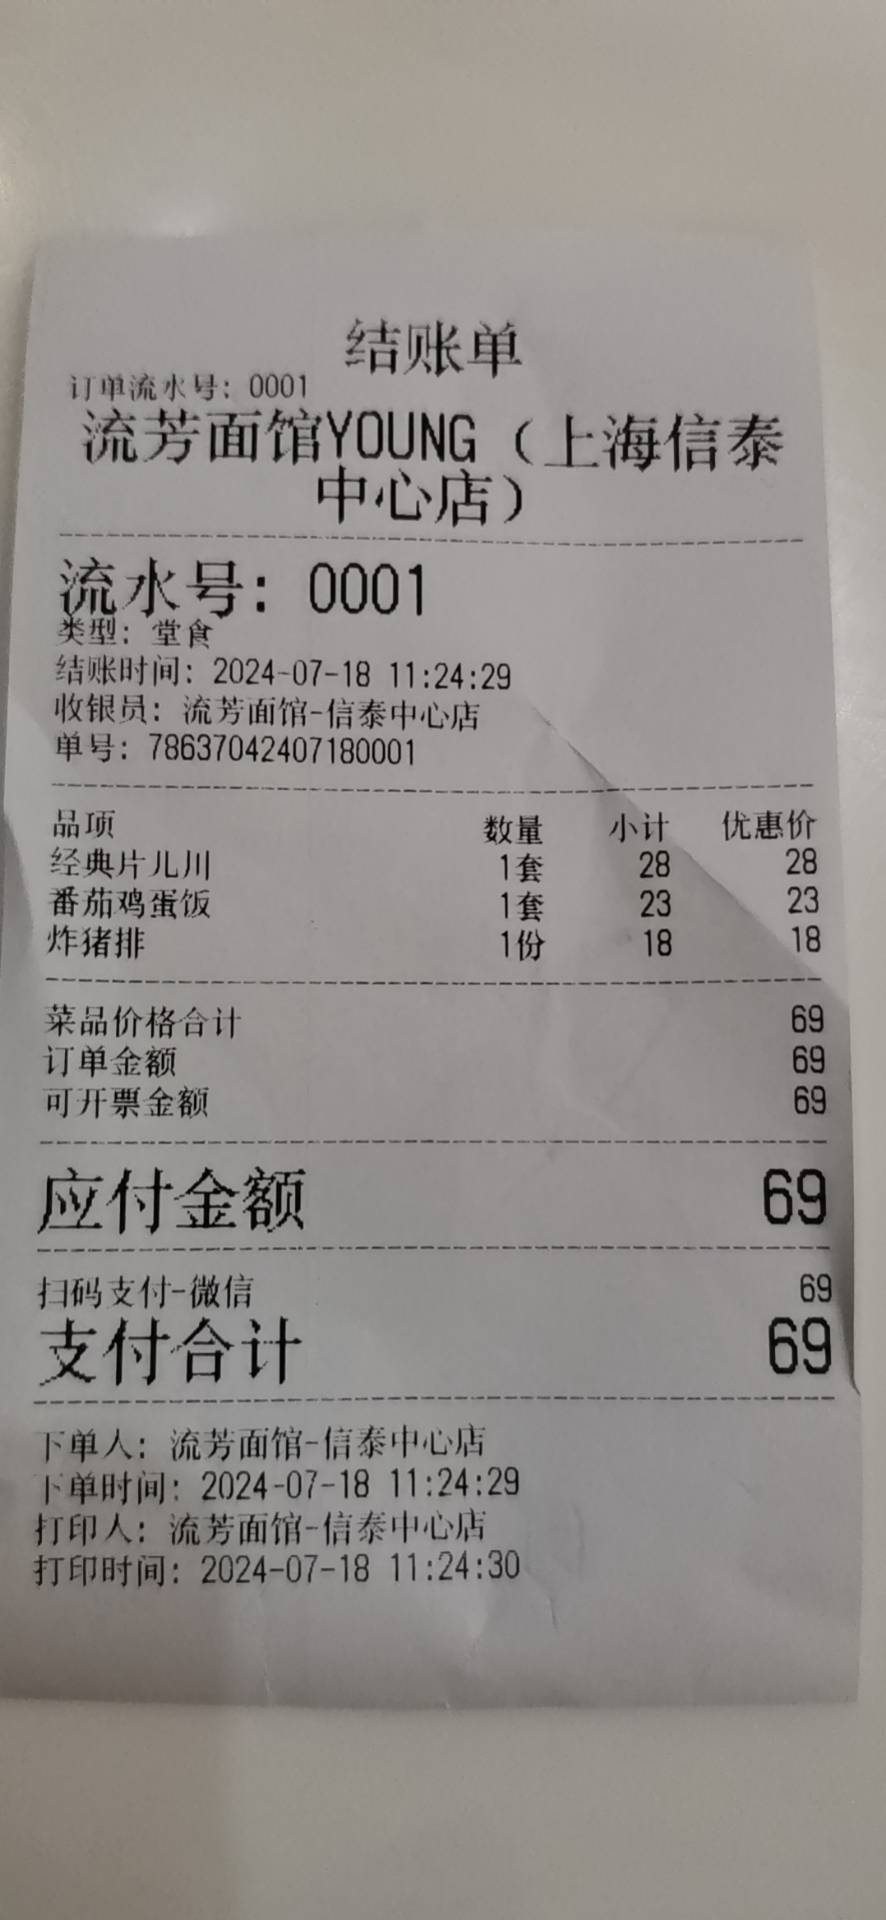 结账单
订单流水号: 0001
流芳面馆YOUNG（上海信泰
中心店）
流水号: 0001
类型: 堂食
结账时间: 2024-07-18 11:24:29
收银员: 流芳面馆-信泰中心店
单号: 78637042407180001
品项 数量 小计 优惠价
经典片儿川 1套 28 28
番茄鸡蛋饭 1套 23 23
炸猪排 1份 18 18
菜品价格合计 69
订单金额 69
可开票金额 69
应付金额 69
扫码支付-微信 69
支付合计 69
下单人: 流芳面馆-信泰中心店
下单时间: 2024-07-18 11:24:29
打印人: 流芳面馆-信泰中心店
打印时间: 2024-07-18 11:24:30